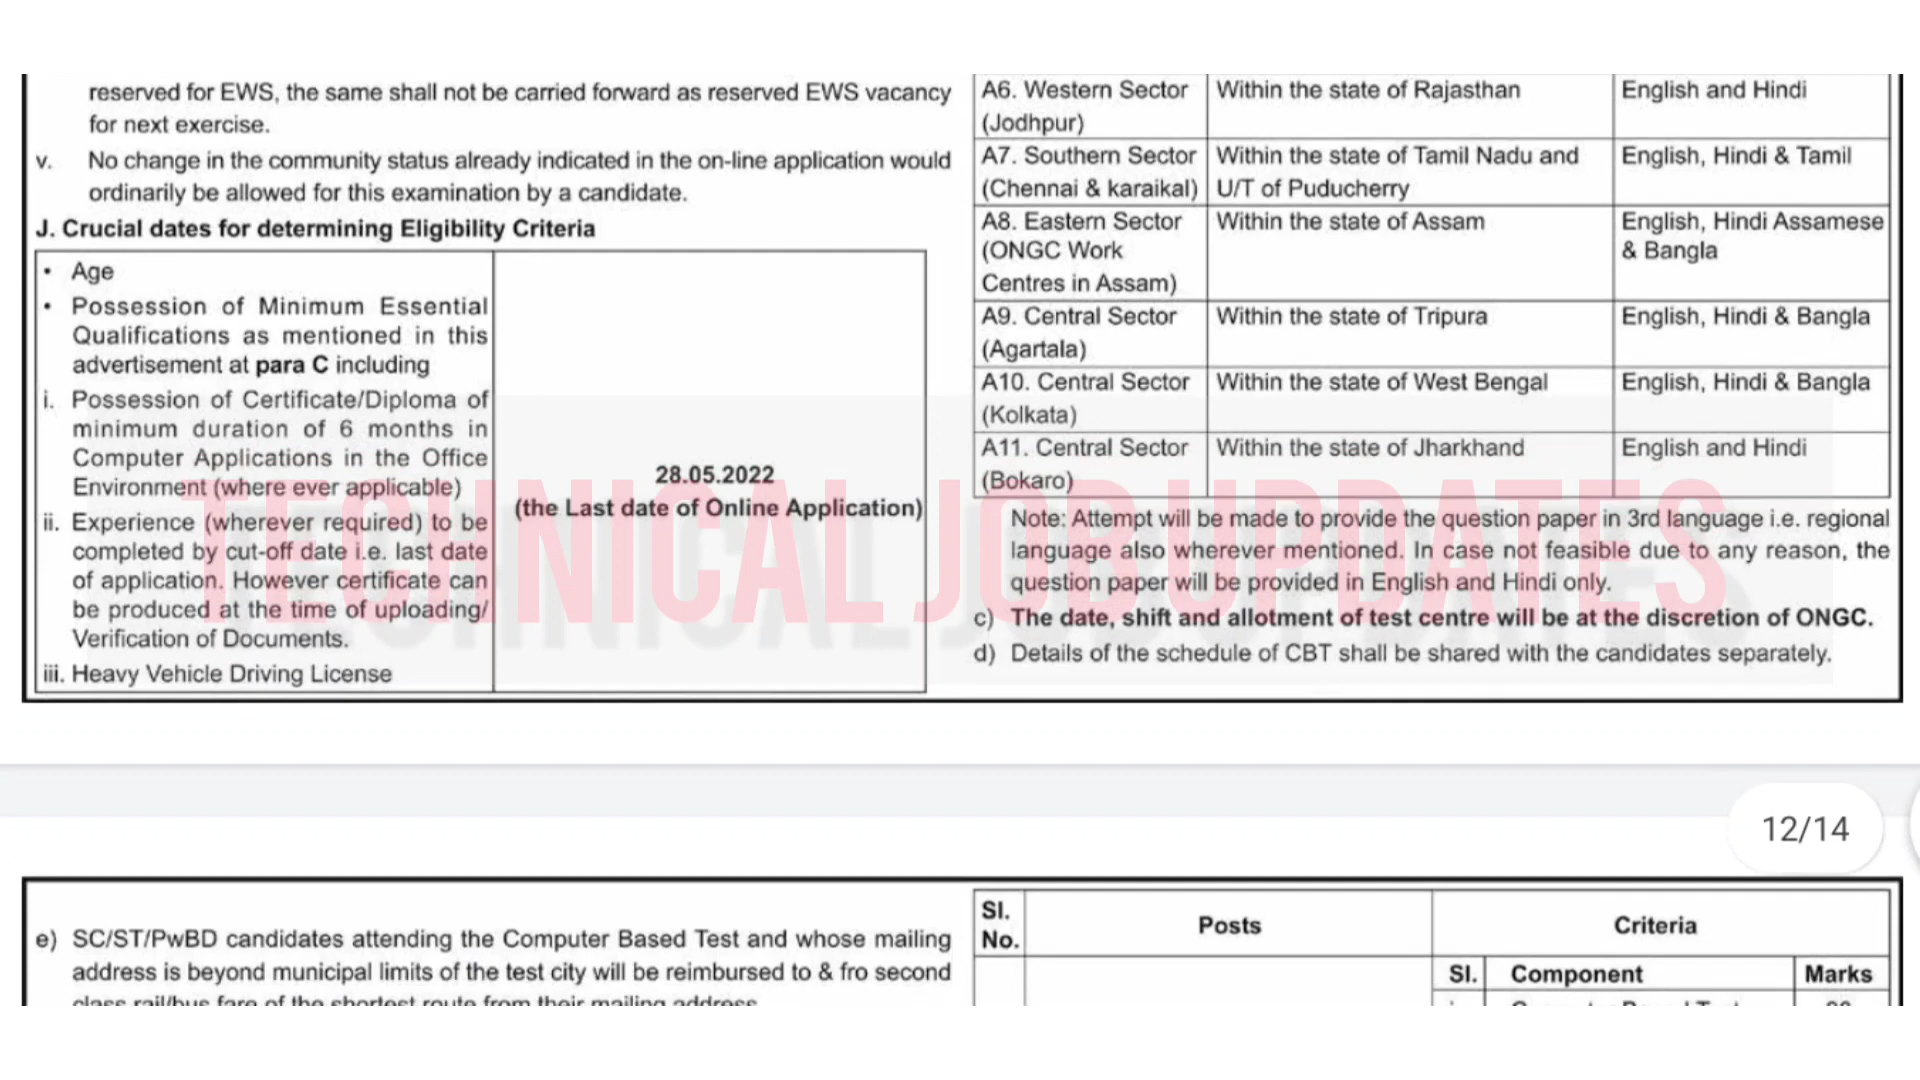 reserved for EWS, the same shall not be carried forward as reserved EWS vacancy
for next exercise.
v. No change in the community status already indicated in the on-line application would
ordinarily be allowed for this examination by a candidate.
J. Crucial dates for determining Eligibility Criteria
• Age
• Possession of Minimum Essential
Qualifications as mentioned in this
advertisement at para C including
i. Possession of Certificate/Diploma of
minimum duration of 6 months in
Computer Applications in the Office
Environment (where ever applicable)
ii. Experience (wherever required) to be
completed by cut-off date i.e. last date
of application. However certificate can
be produced at the time of uploading/
Verification of Documents.
iii. Heavy Vehicle Driving License
28.05.2022
(the Last date of Online Application)
A6. Western Sector Within the state of Rajasthan English and Hindi
(Jodhpur)
A7. Southern Sector Within the state of Tamil Nadu and English, Hindi & Tamil
(Chennai & karaikal) U/T of Puducherry
A8. Eastern Sector Within the state of Assam English, Hindi Assamese
(ONGC Work & Bangla
Centres in Assam)
A9. Central Sector Within the state of Tripura English, Hindi & Bangla
(Agartala)
A10. Central Sector Within the state of West Bengal English, Hindi & Bangla
(Kolkata)
A11. Central Sector Within the state of Jharkhand English and Hindi
(Bokaro)
Note: Attempt will be made to provide the question paper in 3rd language i.e. regional
language also wherever mentioned. In case not feasible due to any reason, the
question paper will be provided in English and Hindi only.
c) The date, shift and allotment of test centre will be at the discretion of ONGC.
d) Details of the schedule of CBT shall be shared with the candidates separately.
TECHNICAL JOB UPDATES
12/14
e) SC/ST/PwBD candidates attending the Computer Based Test and whose mailing
address is beyond municipal limits of the test city will be reimbursed to & fro second
class rail/bus fare of the shortest route from their mailing address
Sl. No. Posts Criteria
Sl. Component Marks